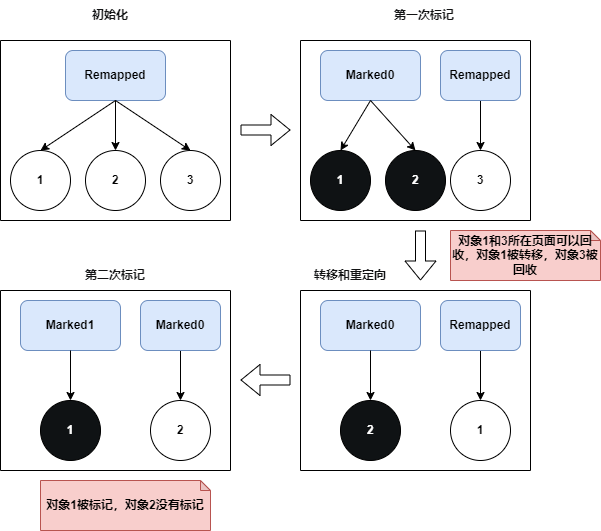 初始化
第一次标记
Remapped
Marked0
Remapped
1
2
3
1
2
3
对象1和3所在页面可以回
收，对象1被转移，对象3被
回收
第二次标记
转移和重定向
Marked1
Marked0
Marked0
Remapped
1
2
2
1
对象1被标记，对象2没有标记